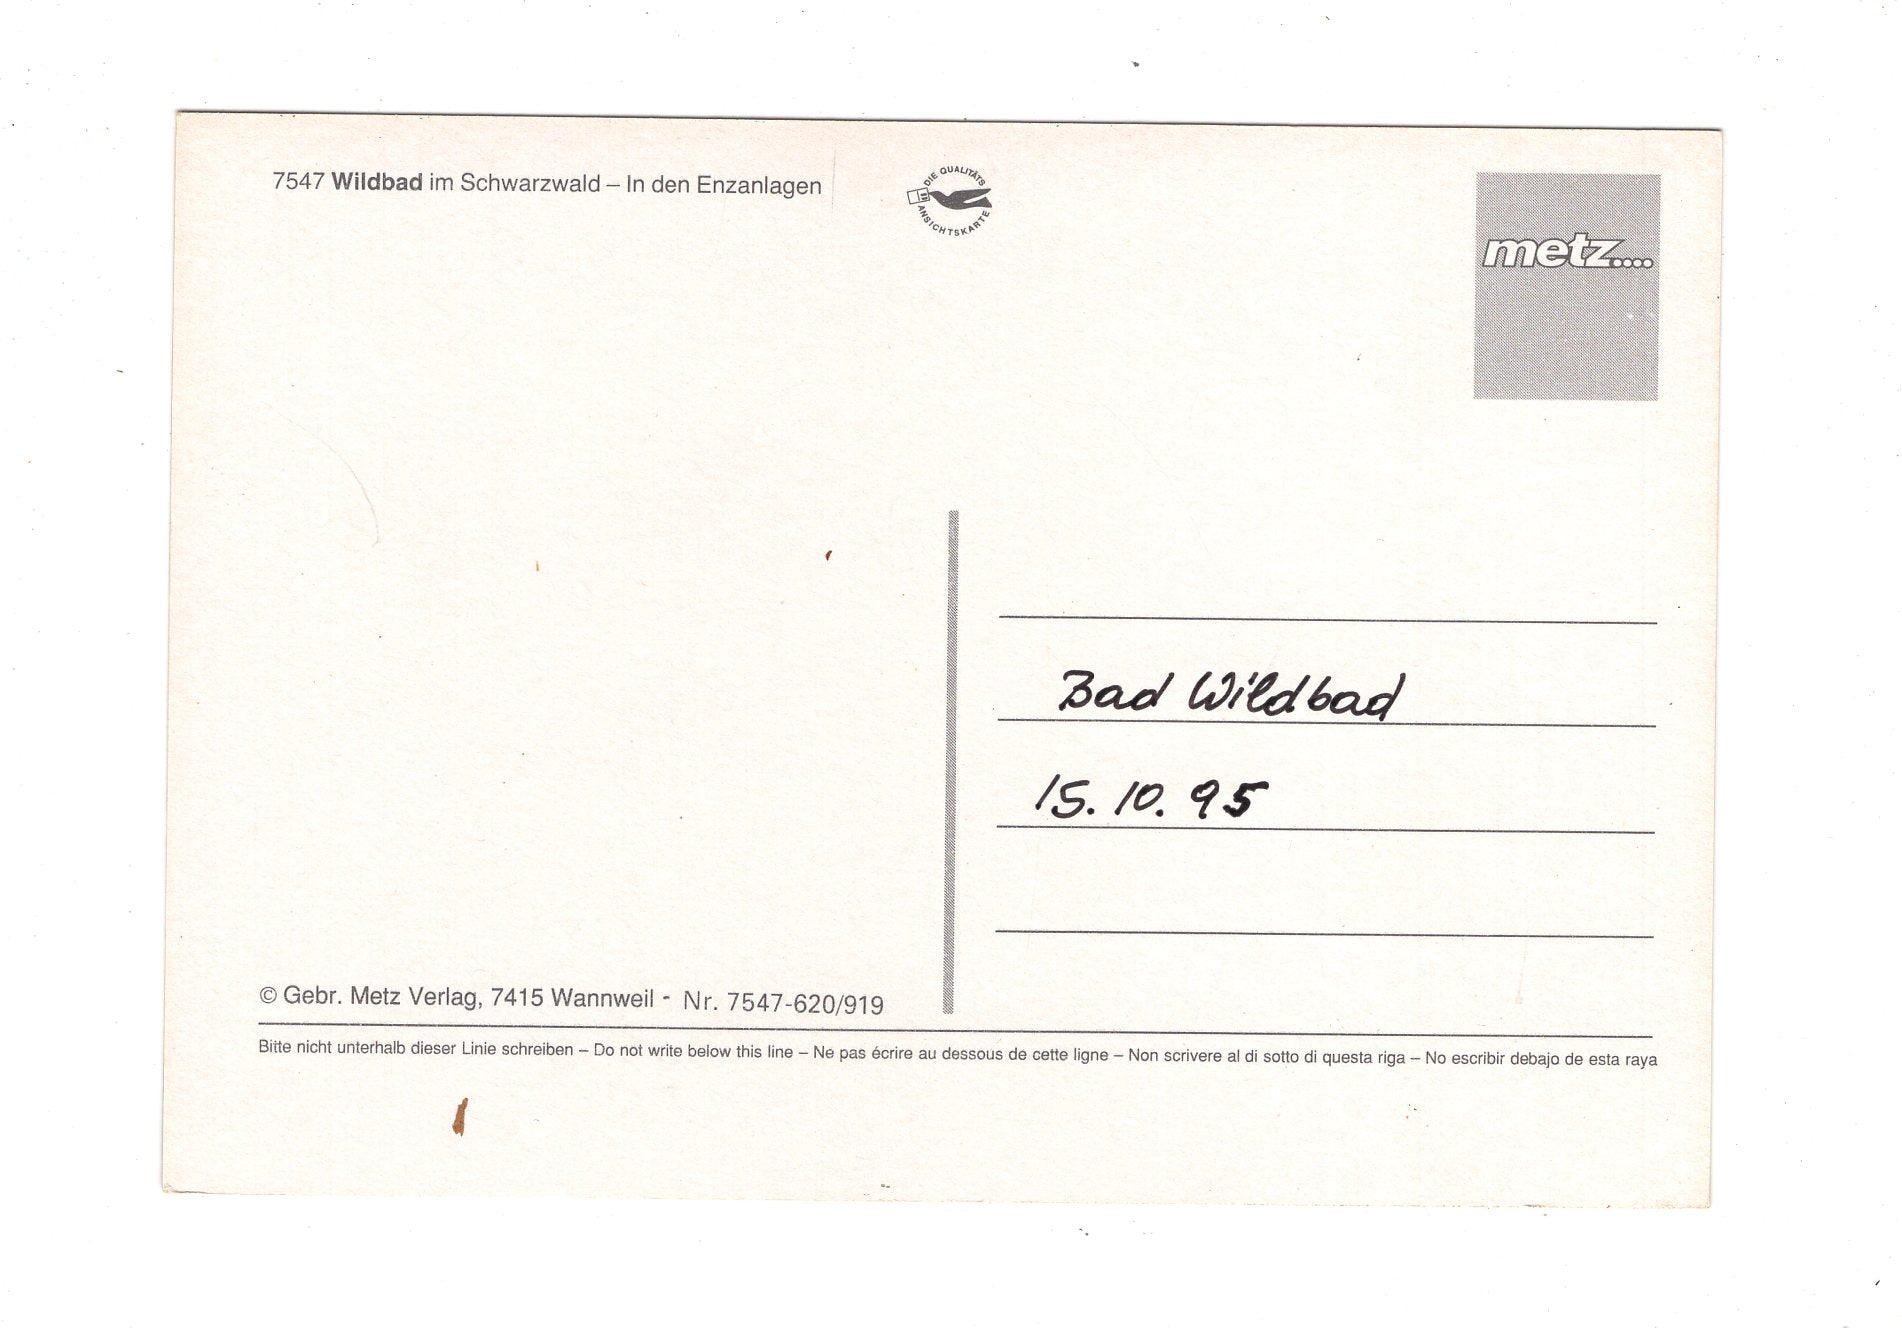 7547 Wildbad im Schwarzwald – In den Enzanlagen
DIE QUALITÄTS
ANSICHTSKARTE
metz....
Bad Wildbad
15. 10. 95
© Gebr. Metz Verlag, 7415 Wannweil - Nr. 7547-620/919
Bitte nicht unterhalb dieser Linie schreiben – Do not write below this line – Ne pas écrire au dessous de cette ligne – Non scrivere al di sotto di questa riga – No escribir debajo de esta raya